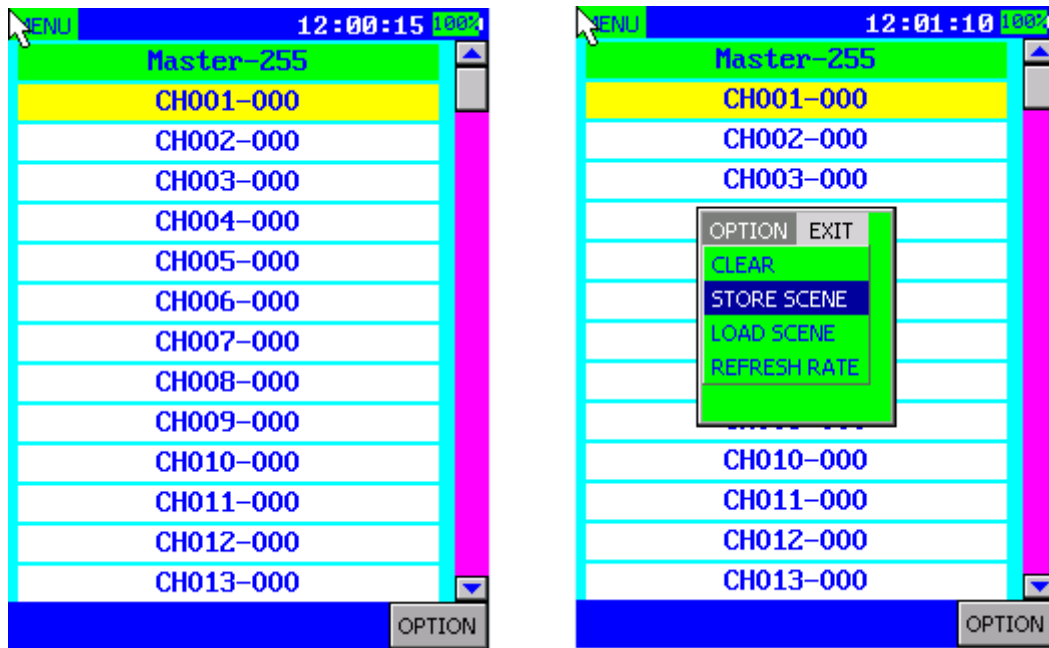 MENU 12:00:15 100%
Master-255
CH001-000
CH002-000
CH003-000
CH004-000
CH005-000
CH006-000
CH007-000
CH008-000
CH009-000
CH010-000
CH011-000
CH012-000
CH013-000
OPTION
MENU 12:01:10 100%
Master-255
CH001-000
CH002-000
CH003-000
OPTION EXIT
CLEAR
STORE SCENE
LOAD SCENE
REFRESH RATE
CH010-000
CH011-000
CH012-000
CH013-000
OPTION